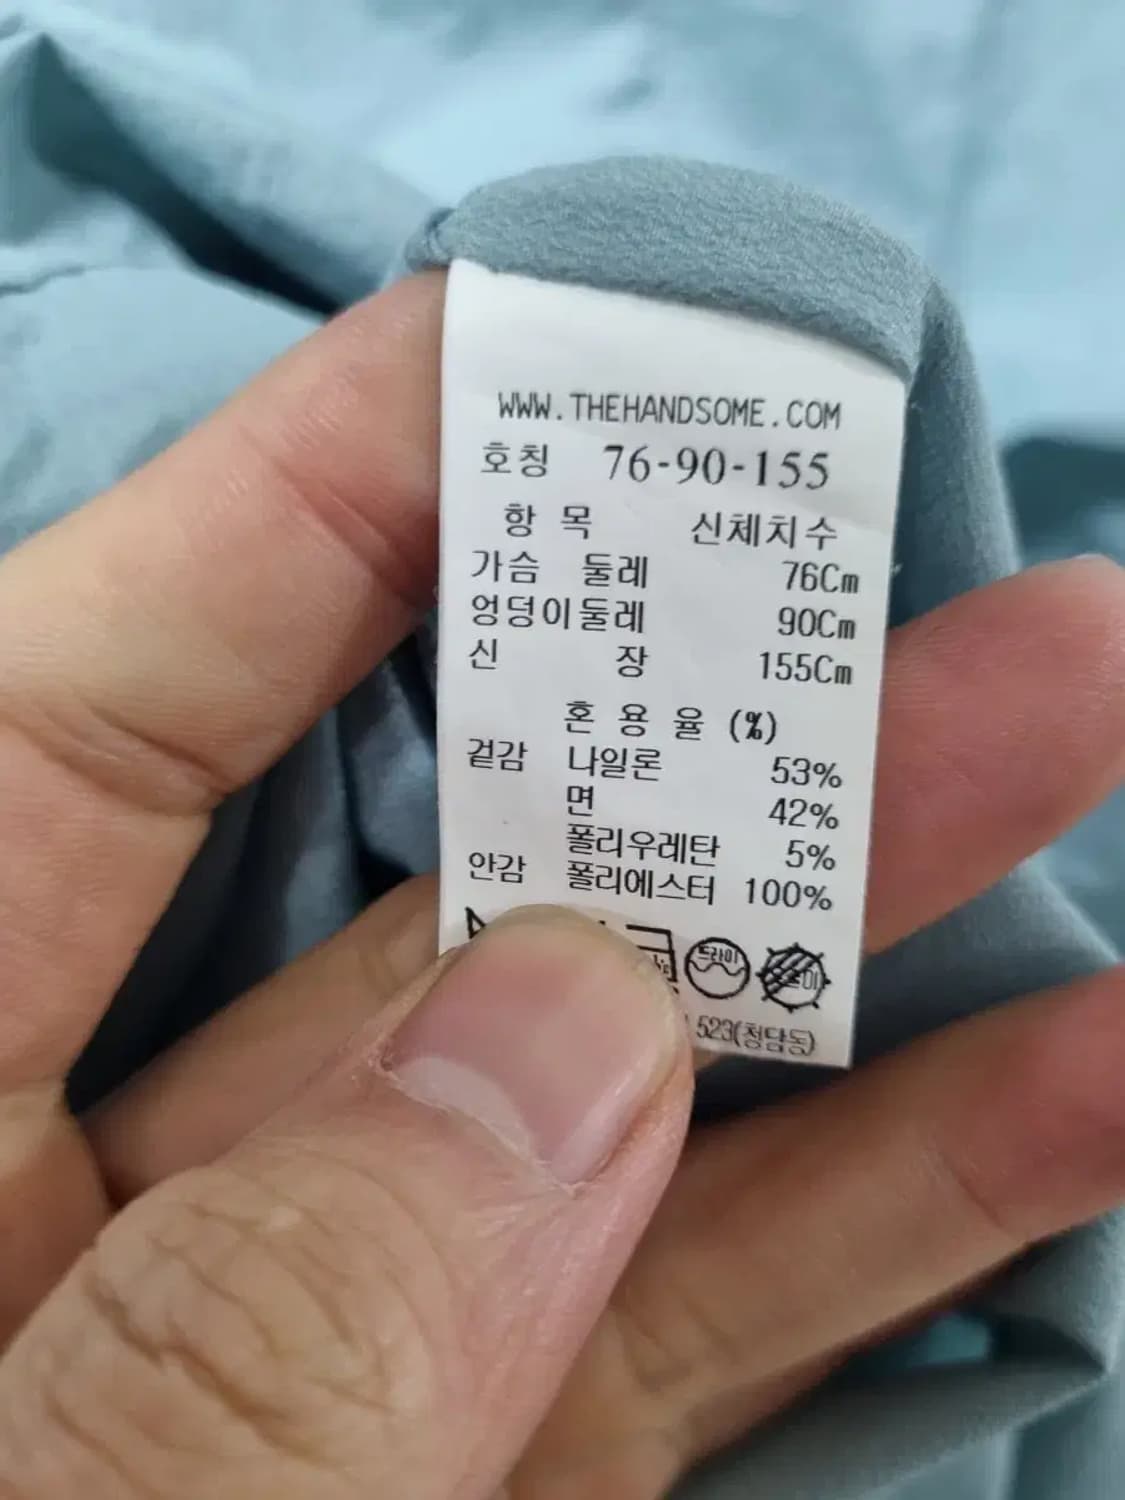 WWW.THEHANDSOME.COM
호칭 76-90-155
항 목 신체치수
가슴 둘레 76Cm
엉덩이둘레 90Cm
신 장 155Cm
혼 용 율 (%)
겉감 나일론 53%
면 42%
폴리우레탄 5%
안감 폴리에스터 100%
드라이
523(청담동)